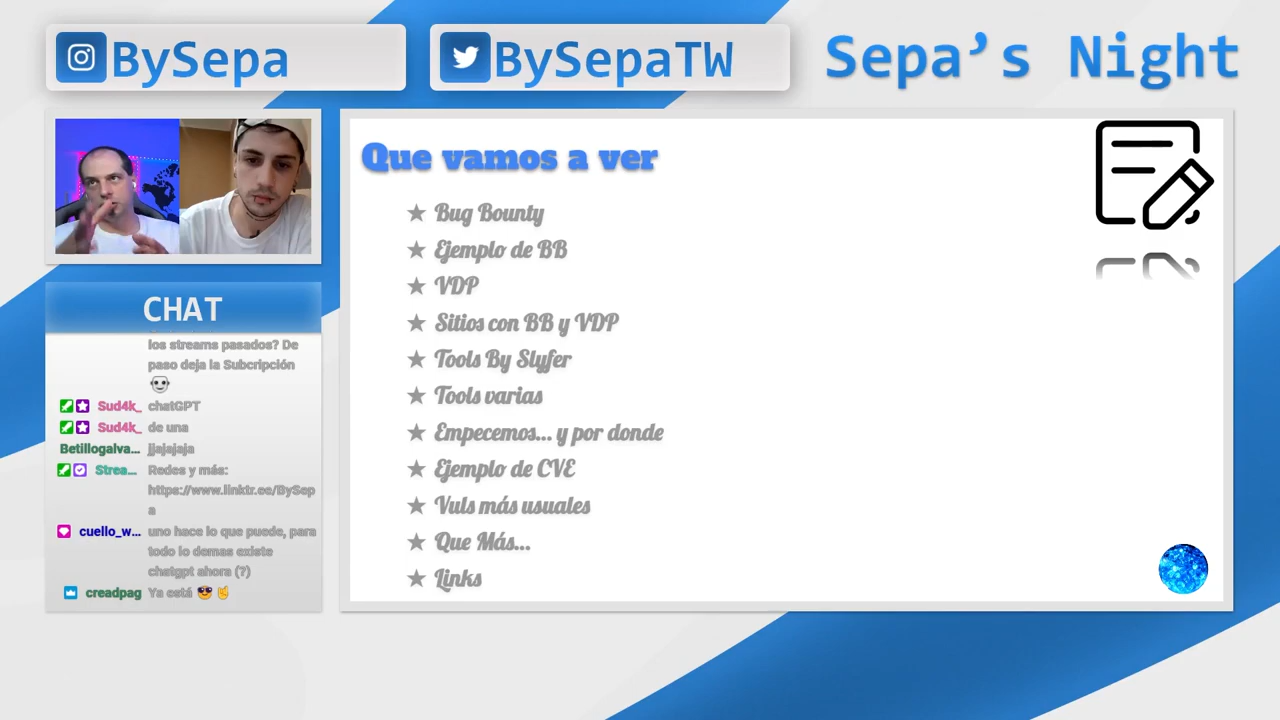 BySepa
BySepaTW
Sepa’s Night
Que vamos a ver
★ Bug Bounty
★ Ejemplo de BB
★ VDP
★ Sitios con BB y VDP
★ Tools By Slyfer
★ Tools varias
★ Empecemos... y por donde
★ Ejemplo de CVE
★ Vuls más usuales
★ Que Más...
★ Links
CHAT
los streams pasados? De
paso deja la Subcripción
Sud4k_ chatGPT
Sud4k_ de una
Betillogalva... jjajajaja
Strea... Redes y más:
https://www.linktr.ee/BySep
a
cuello_w... uno hace lo que puede, para
todo lo demas existe
chatgpt ahora (?)
creadpag Ya está 😎🤘